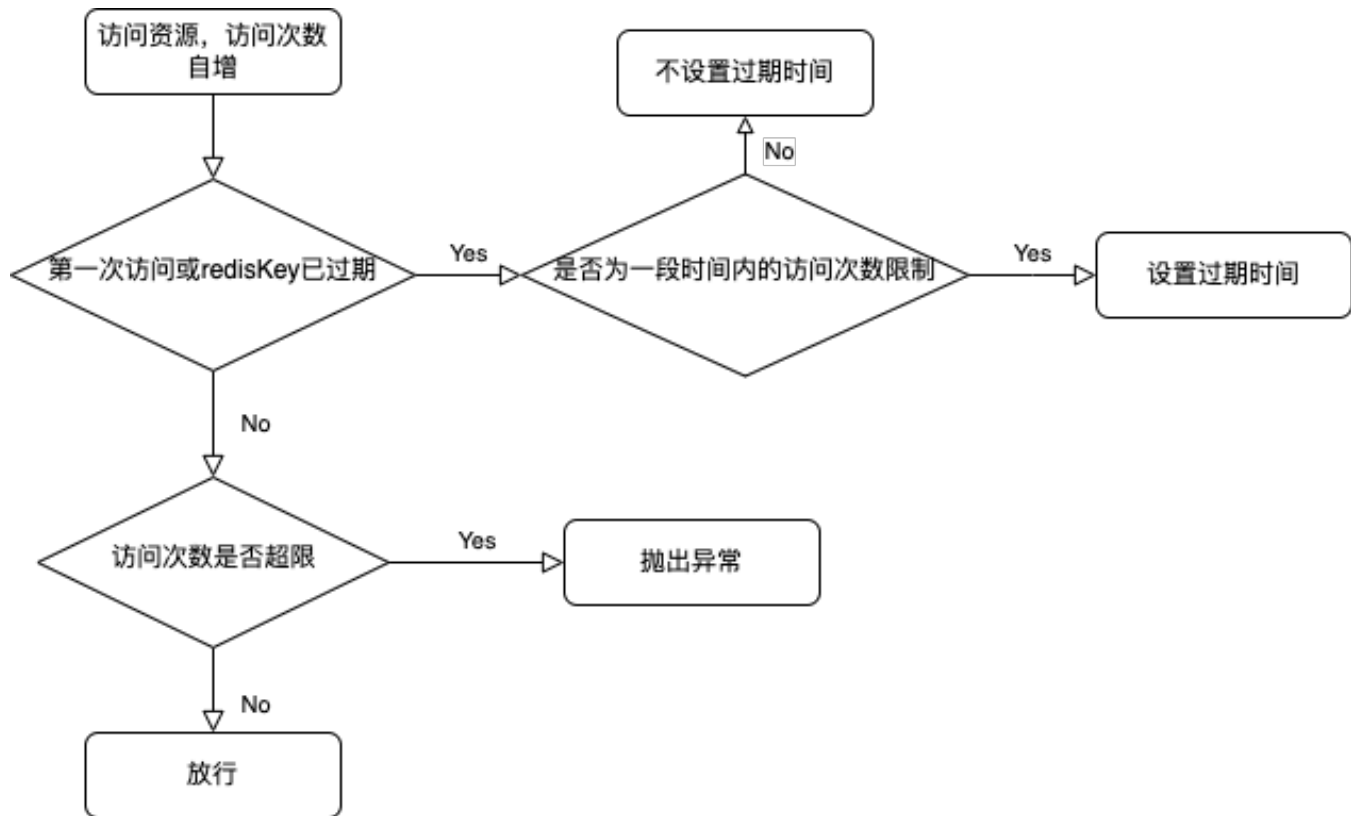 访问资源，访问次数
自增
不设置过期时间
No
第一次访问或redisKey已过期
Yes
是否为一段时间内的访问次数限制
Yes
设置过期时间
No
访问次数是否超限
Yes
抛出异常
No
放行